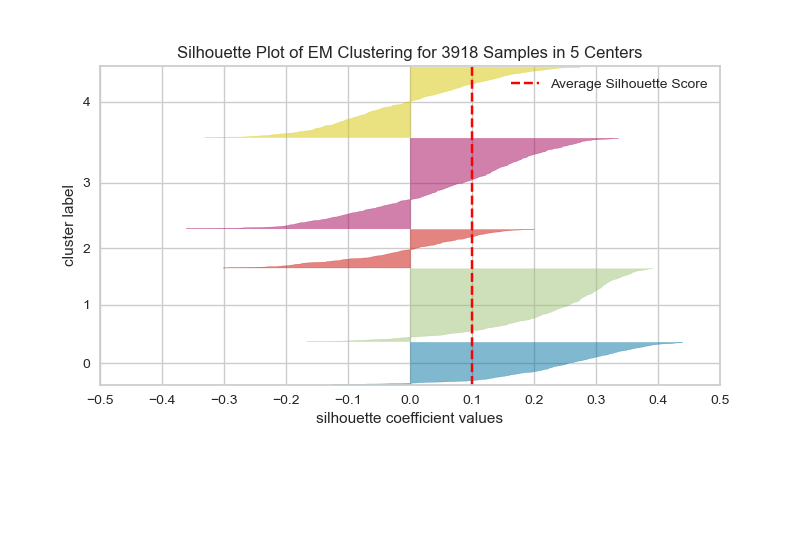 Silhouette Plot of EM Clustering for 3918 Samples in 5 Centers
Average Silhouette Score
4
3
2
1
0
cluster label
−0.5 −0.4 −0.3 −0.2 −0.1 0.0 0.1 0.2 0.3 0.4 0.5
silhouette coefficient values